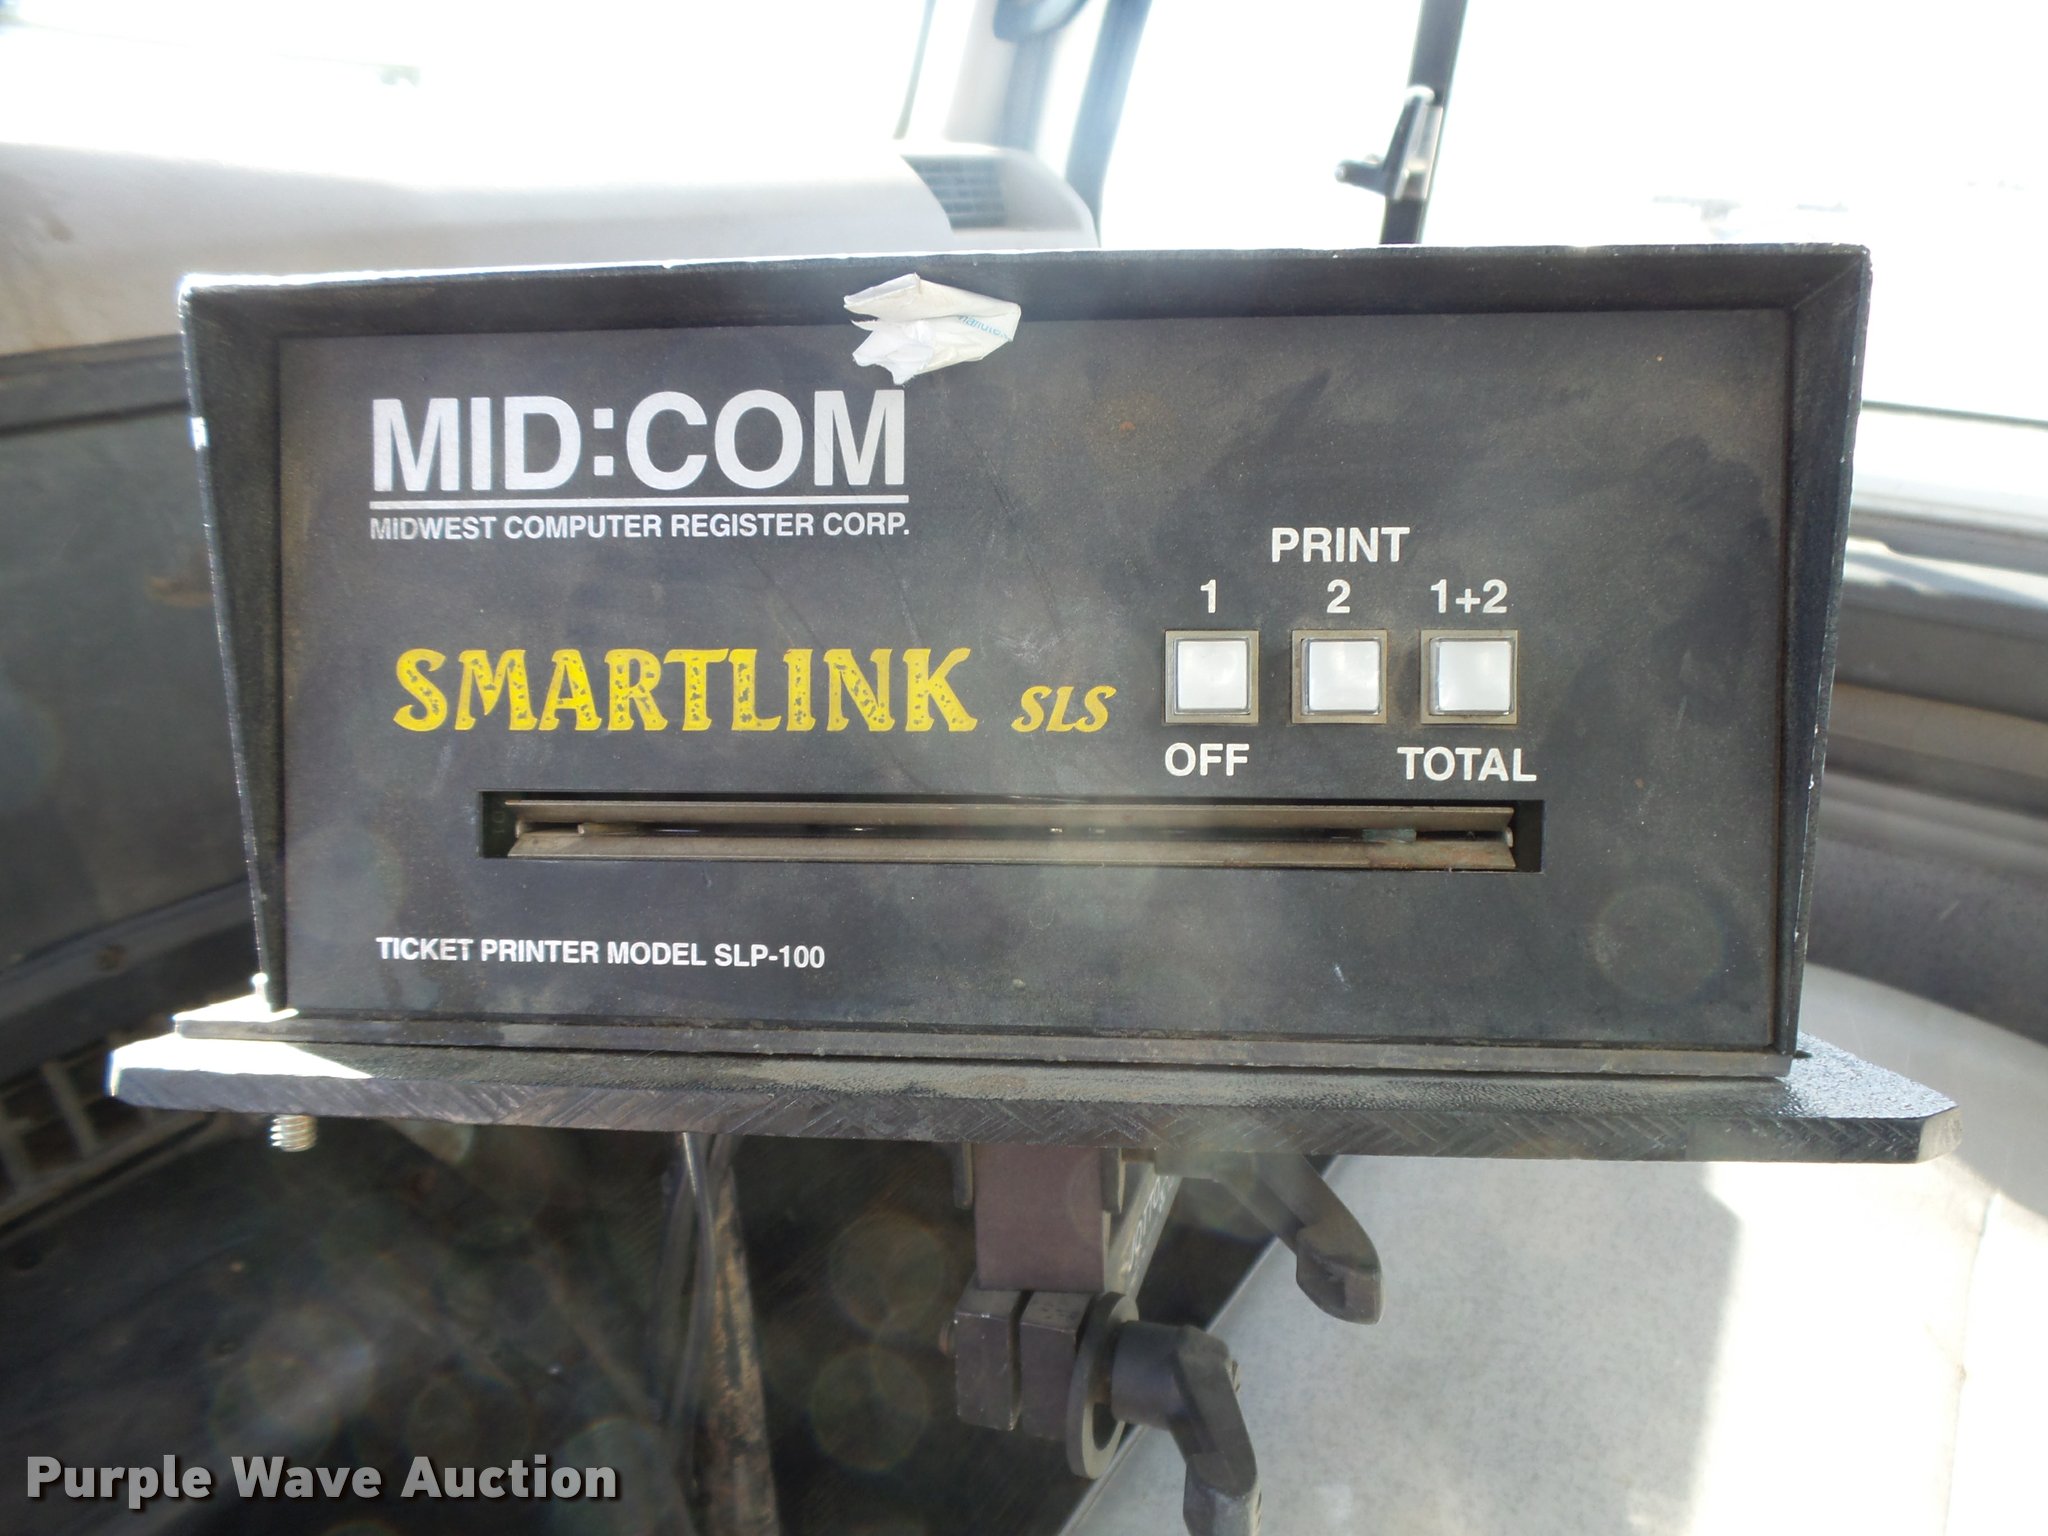 MID:COM
MIDWEST COMPUTER REGISTER CORP.
PRINT
1 2 1+2
SMARTLINK SLS
OFF TOTAL
TICKET PRINTER MODEL SLP-100
Purple Wave Auction